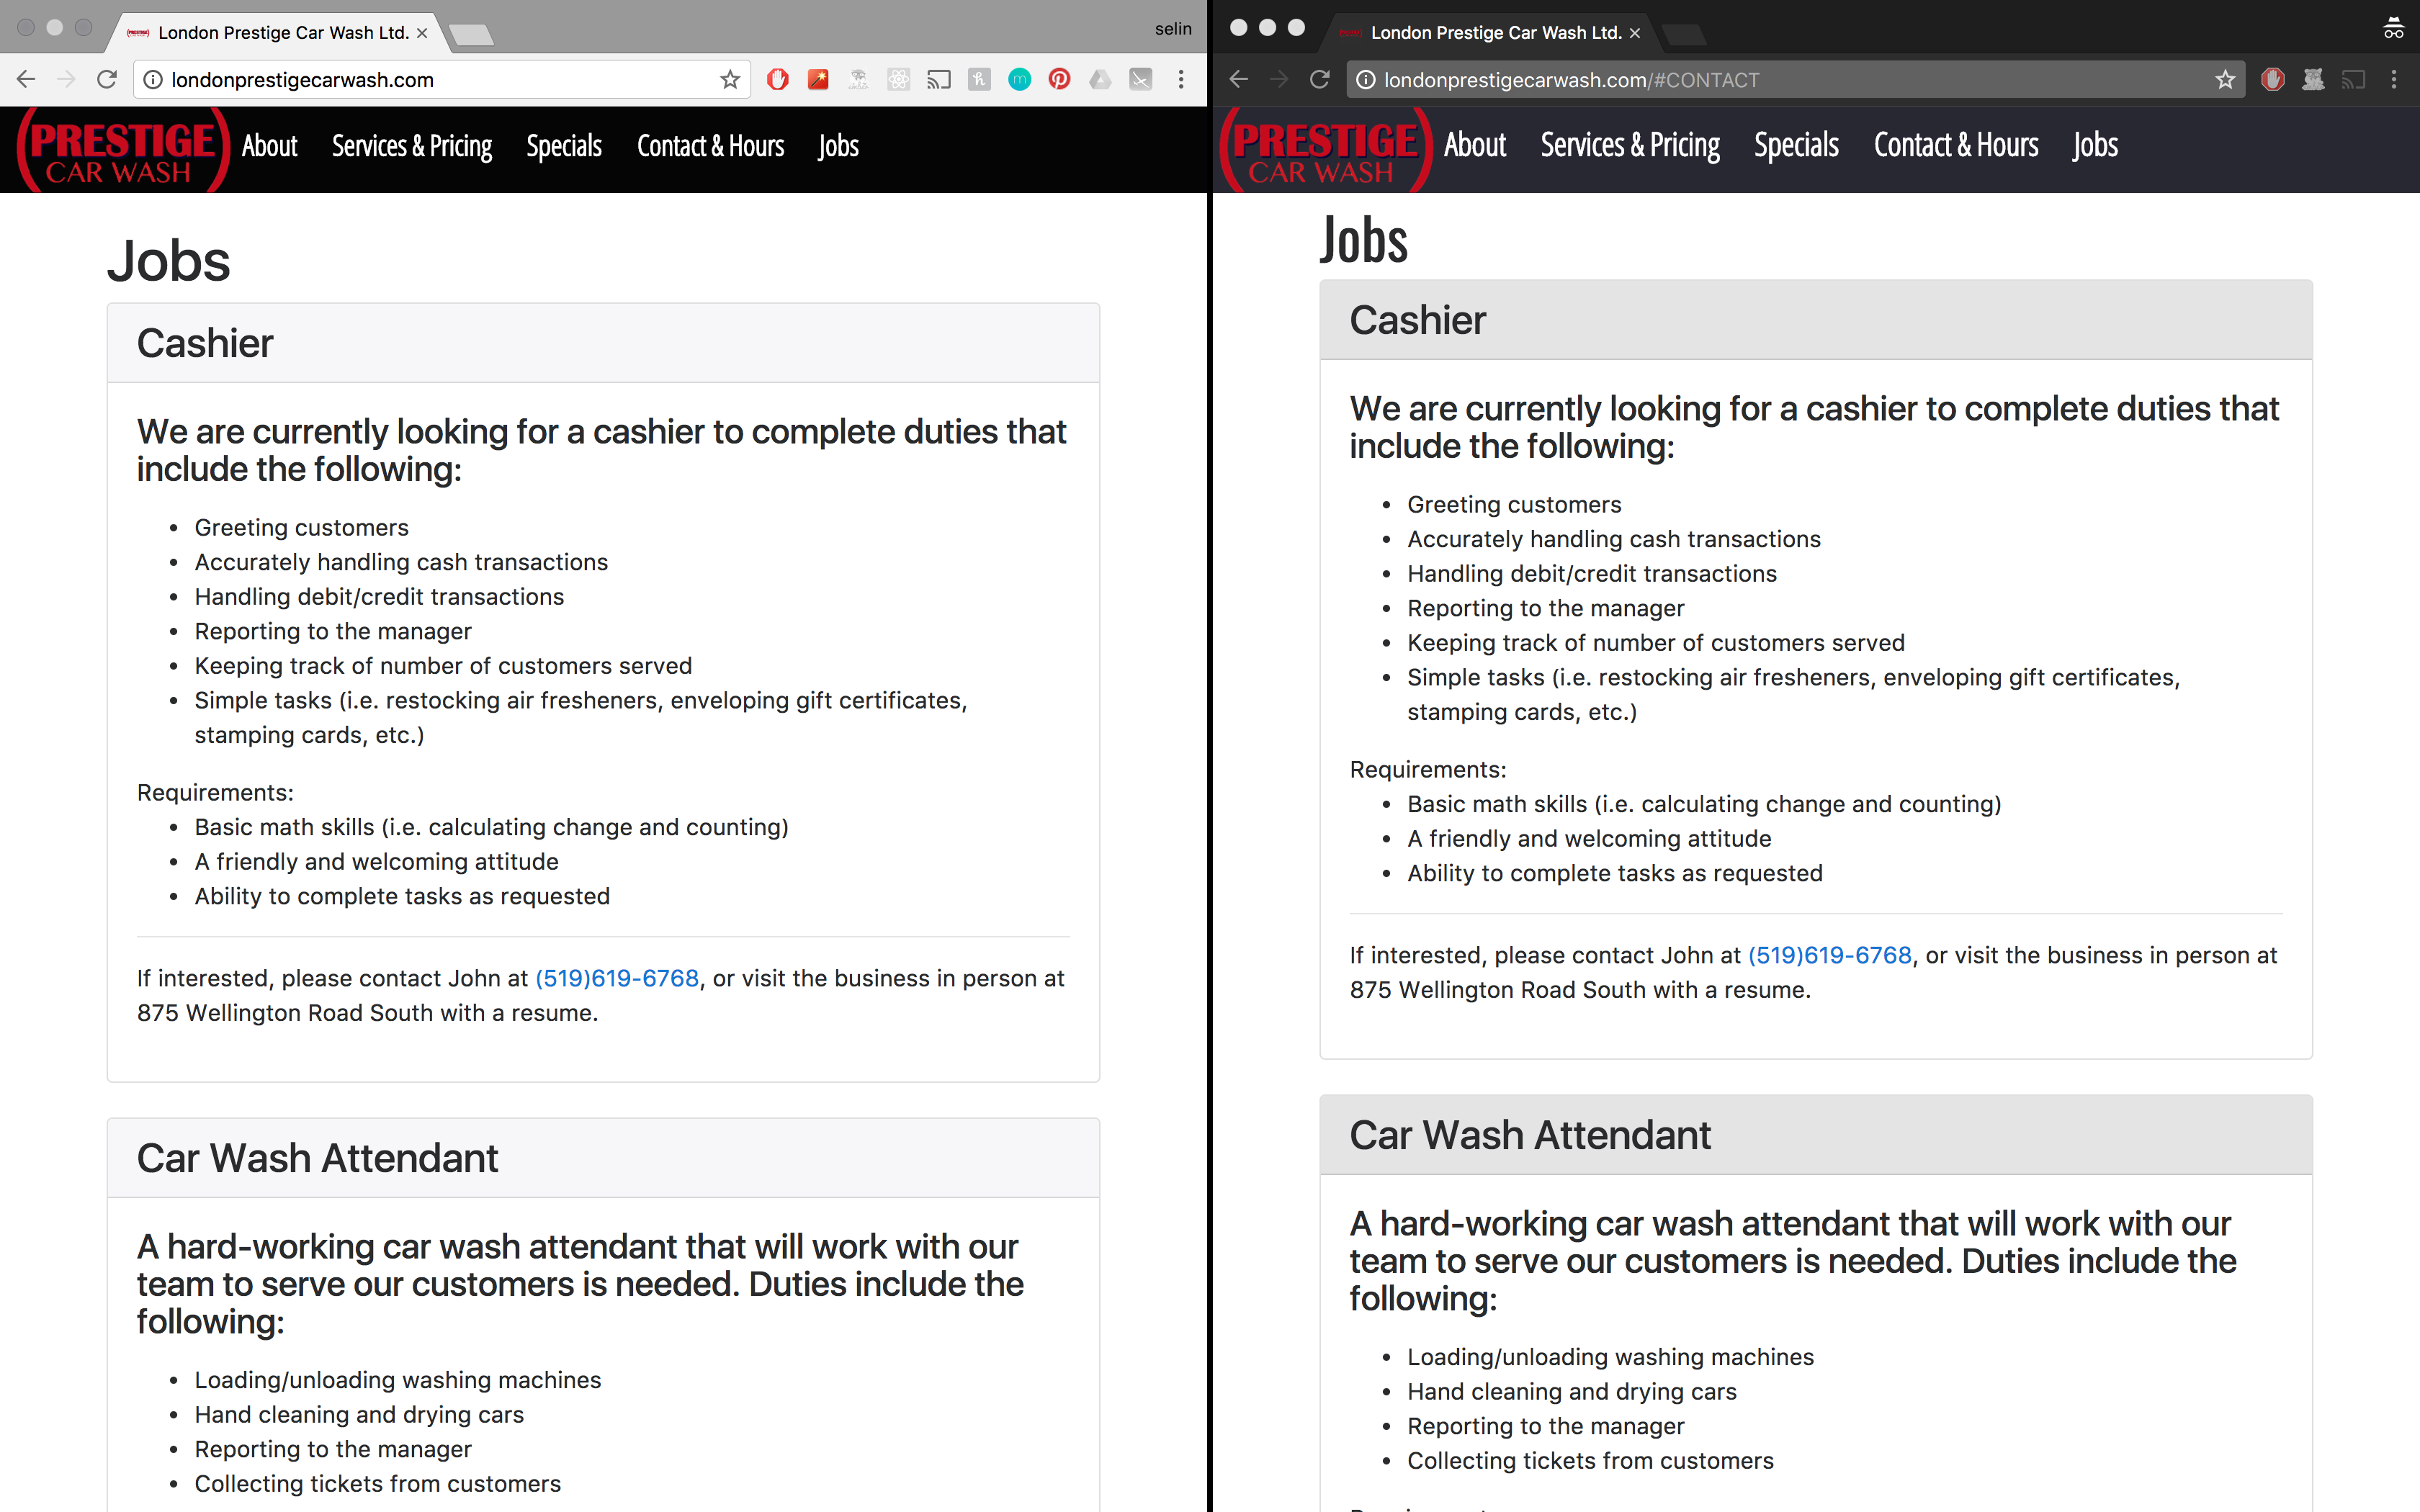 London Prestige Car Wash Ltd.
selin
londonprestigecarwash.com
PRESTIGE
CAR WASH
About Services & Pricing Specials Contact & Hours Jobs
Jobs
Cashier
We are currently looking for a cashier to complete duties that
include the following:
• Greeting customers
• Accurately handling cash transactions
• Handling debit/credit transactions
• Reporting to the manager
• Keeping track of number of customers served
• Simple tasks (i.e. restocking air fresheners, enveloping gift certificates,
stamping cards, etc.)
Requirements:
• Basic math skills (i.e. calculating change and counting)
• A friendly and welcoming attitude
• Ability to complete tasks as requested
If interested, please contact John at (519)619-6768, or visit the business in person at
875 Wellington Road South with a resume.
Car Wash Attendant
A hard-working car wash attendant that will work with our
team to serve our customers is needed. Duties include the
following:
• Loading/unloading washing machines
• Hand cleaning and drying cars
• Reporting to the manager
• Collecting tickets from customers
London Prestige Car Wash Ltd.
londonprestigecarwash.com/#CONTACT
PRESTIGE
CAR WASH
About Services & Pricing Specials Contact & Hours Jobs
Jobs
Cashier
We are currently looking for a cashier to complete duties that
include the following:
• Greeting customers
• Accurately handling cash transactions
• Handling debit/credit transactions
• Reporting to the manager
• Keeping track of number of customers served
• Simple tasks (i.e. restocking air fresheners, enveloping gift certificates,
stamping cards, etc.)
Requirements:
• Basic math skills (i.e. calculating change and counting)
• A friendly and welcoming attitude
• Ability to complete tasks as requested
If interested, please contact John at (519)619-6768, or visit the business in person at
875 Wellington Road South with a resume.
Car Wash Attendant
A hard-working car wash attendant that will work with our
team to serve our customers is needed. Duties include the
following:
• Loading/unloading washing machines
• Hand cleaning and drying cars
• Reporting to the manager
• Collecting tickets from customers